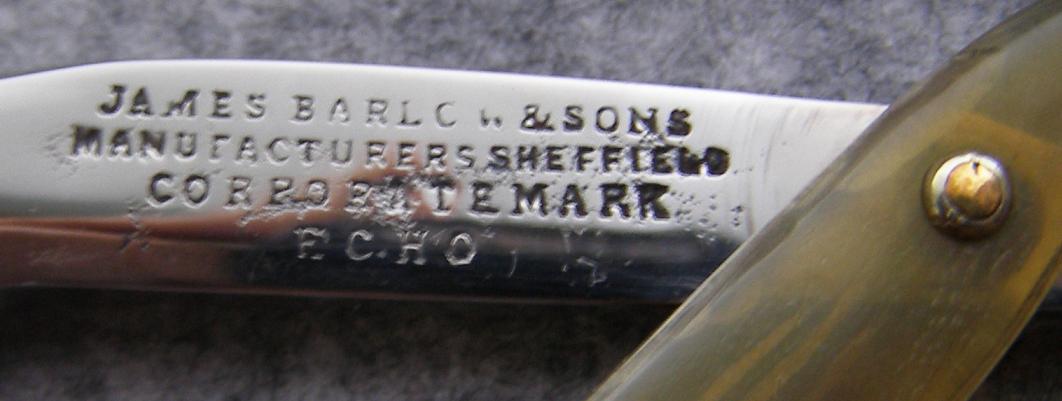 JAMES BARLOW & SONS
MANUFACTURERS, SHEFFIELD
CORPORATE MARK
ECHO